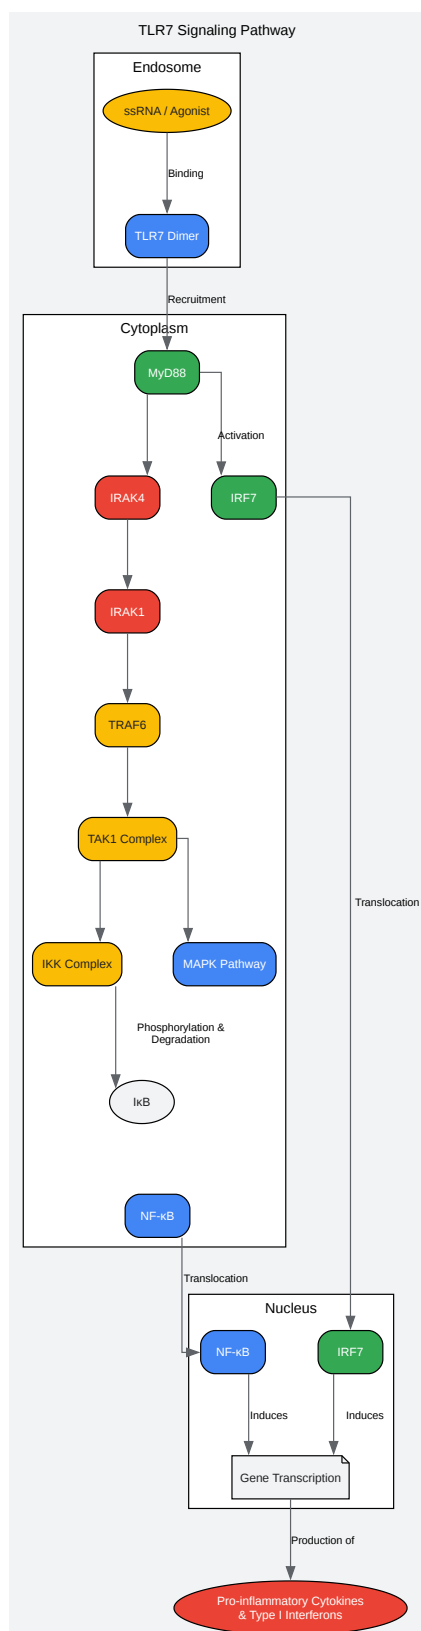 TLR7 Signaling Pathway
Endosome
ssRNA / Agonist
Binding
TLR7 Dimer
Recruitment
Cytoplasm
MyD88
Activation
IRAK4
IRF7
IRAK1
TRAF6
TAK1 Complex
Translocation
IKK Complex
MAPK Pathway
Phosphorylation &
Degradation
IκB
NF-κB
Translocation
Nucleus
NF-κB
IRF7
Induces
Induces
Gene Transcription
Production of
Pro-inflammatory Cytokines
& Type I Interferons